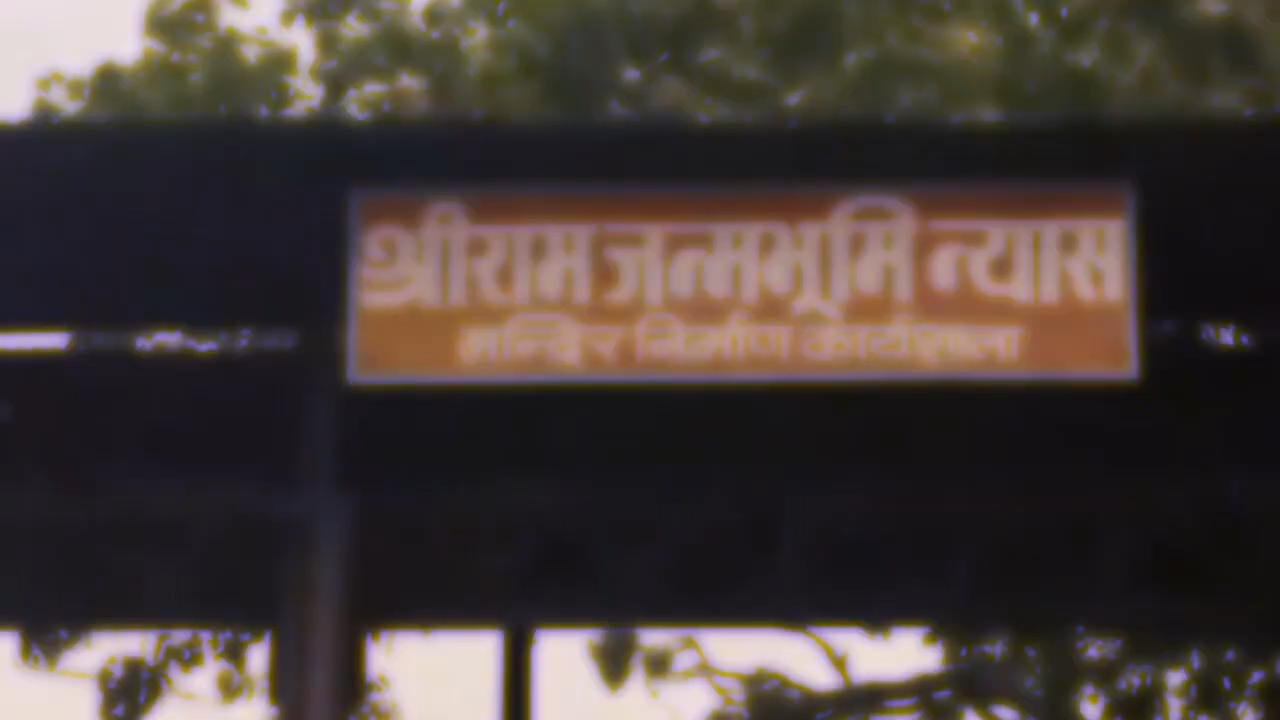 श्रीराम जन्मभूमि न्यास
मन्दिर निर्माण कार्यशाला